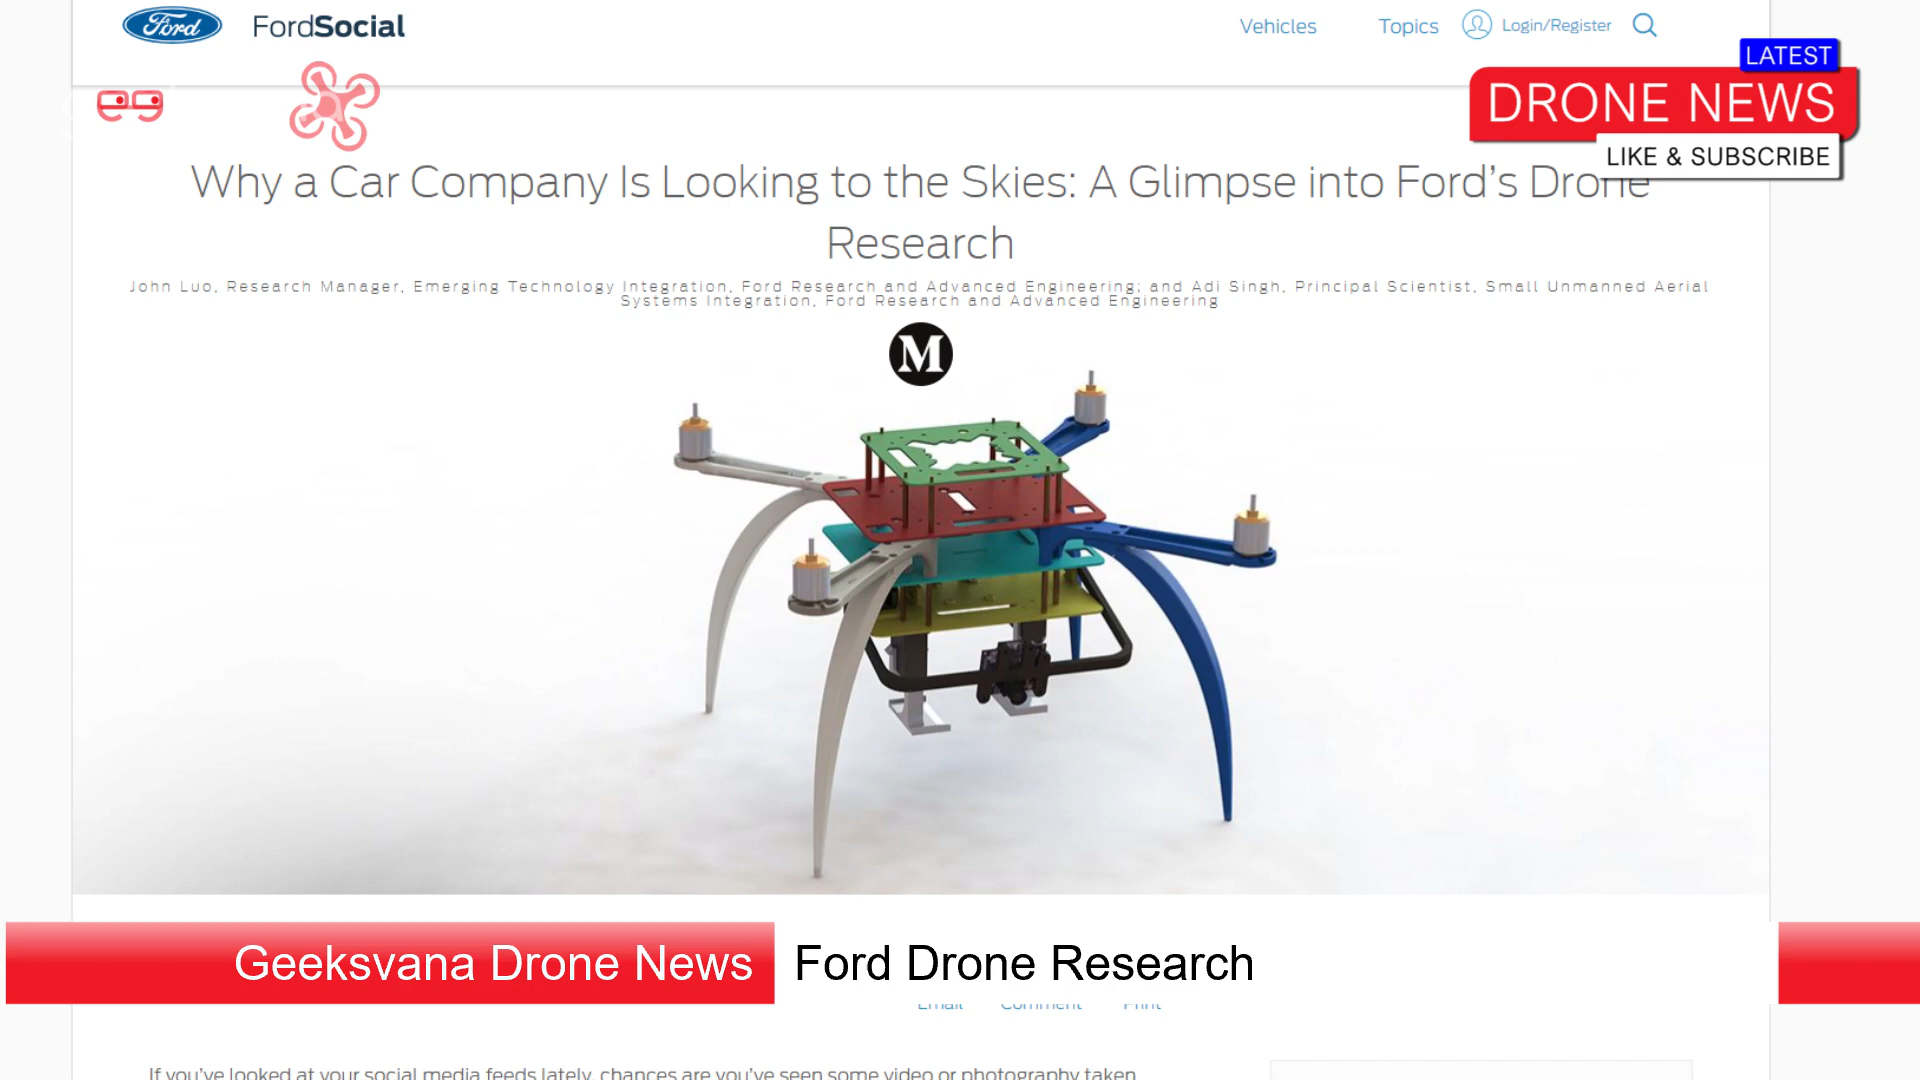 Ford
FordSocial
Vehicles
Topics
Login/Register
LATEST
DRONE NEWS
LIKE & SUBSCRIBE
Why a Car Company Is Looking to the Skies: A Glimpse into Ford’s Drone
Research
John Luo, Research Manager, Emerging Technology Integration, Ford Research and Advanced Engineering; and Adi Singh, Principal Scientist, Small Unmanned Aerial
Systems Integration, Ford Research and Advanced Engineering
M
Geeksvana Drone News
Ford Drone Research
Email
Comment
Print
If you’ve looked at your social media feeds lately, chances are you’ve seen some video or photography taken